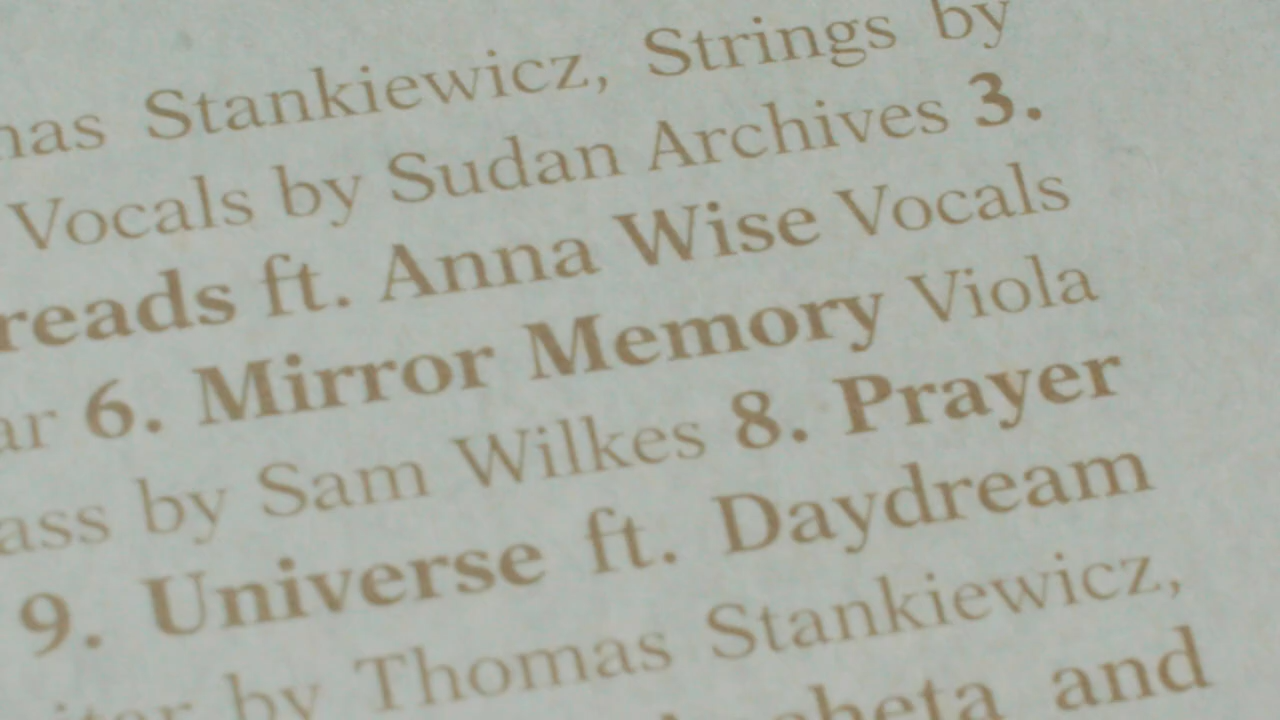 Stankiewicz, Strings by
Vocals by Sudan Archives 3.
ft. Anna Wise Vocals
6. Mirror Memory Viola
by Sam Wilkes 8. Prayer
9. Universe ft. Daydream
by Thomas Stankiewicz,
and